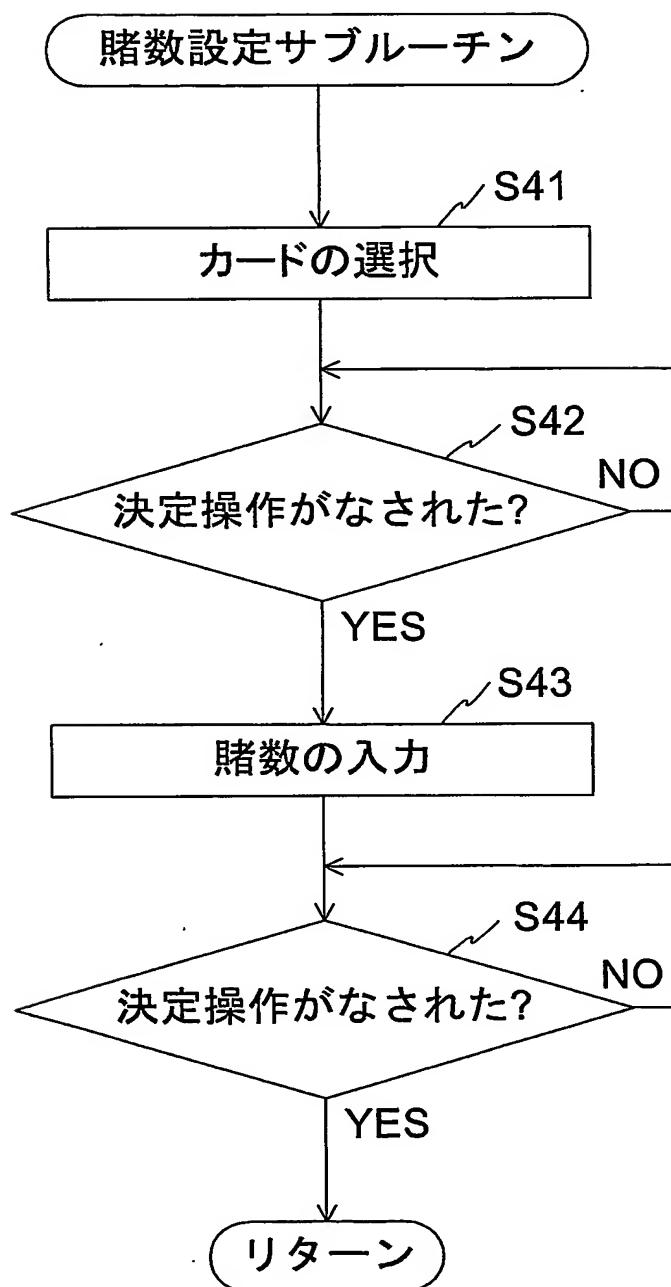 賭数設定サブルーチン
S41
カードの選択
S42
決定操作がなされた?
NO
YES
S43
賭数の入力
S44
決定操作がなされた?
NO
YES
リターン